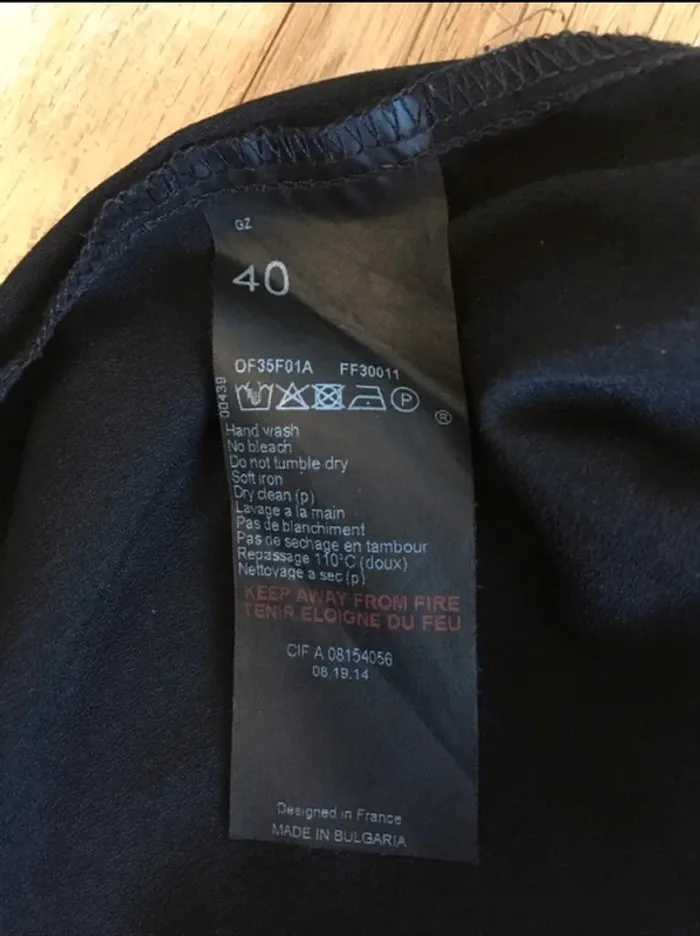 GZ
40
OF35F01A FF30011
00439
P
®
Hand wash
No bleach
Do not tumble dry
Soft iron
Dry clean (p)
Lavage a la main
Pas de blanchiment
Pas de sechage en tambour
Repassage 110°C (doux)
Nettoyage a sec (p)
KEEP AWAY FROM FIRE
TENIR ELOIGNE DU FEU
CIF A 08154056
08.19.14
Designed in France
MADE IN BULGARIA